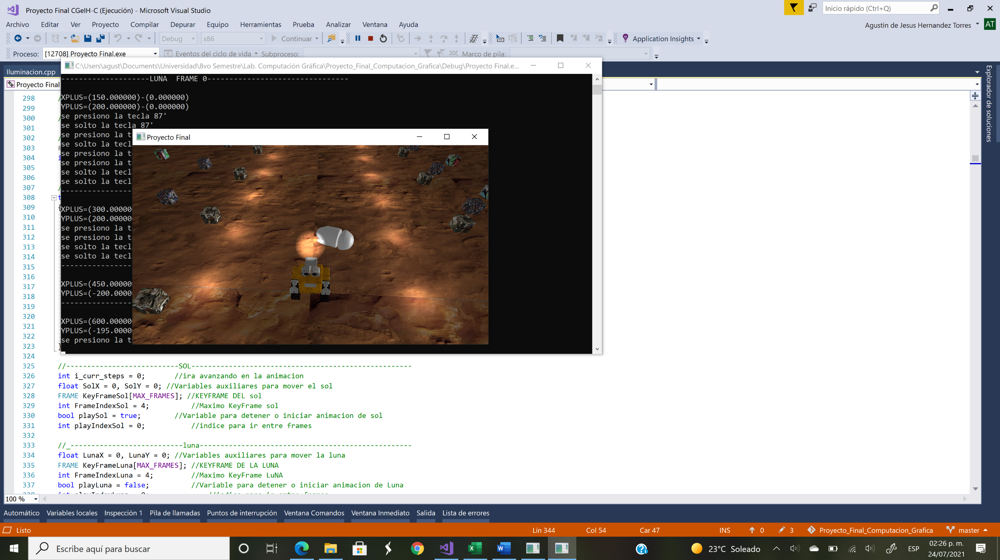 Proyecto Final CGeIH-C (Ejecución) - Microsoft Visual Studio
Inicio rápido (Ctrl+Q)
Archivo Editar Ver Proyecto Compilar Depurar Equipo Herramientas Prueba Analizar Ventana Ayuda
Agustin de Jesus Hernandez Torres AT
Debug x86 Continuar Application Insights
Proceso: [12708] Proyecto Final.exe Eventos del ciclo de vida Subproceso: Marco de pila:
Iluminacion.cpp
Proyecto Final
Explorador de soluciones
C:\Users\agust\Documents\Universidad\8vo Semestre\Lab. Computación Gráfica\Proyecto_Final_Computacion_Grafica\Debug\Proyecto Final.e...
--------------------LUNA  FRAME 0--------------------------------
XPLUS=(150.000000)-(0.000000)
YPLUS=(200.000000)-(0.000000)
se presiono la tecla 87'
se solto la tecla 87'
se presiono la t
se solto la tecl
se presiono la t
se presiono la t
se solto la tecl
se solto la tecl
----------------
XPLUS=(300.00000
YPLUS=(200.00000
se presiono la t
se presiono la t
se solto la tecl
se solto la tecl
----------------
XPLUS=(450.00000
YPLUS=(-200.0000
----------------
XPLUS=(600.00000
YPLUS=(-195.0000
se presiono la t
Proyecto Final
298 /
299
300 /
301
302 /
303 #
304 i
305
306
307 /
308 t
309 {
310
311
312
313
314
315
316
317
318
319
320
321
322
323 }
324
325 //---------------------------SOL-----------------------------------------------------
326 int i_curr_steps = 0; //ira avanzando en la animacion
327 float SolX = 0, SolY = 0; //Variables auxiliares para mover el sol
328 FRAME KeyFrameSol[MAX_FRAMES]; //KEYFRAME DEL sol
329 int FrameIndexSol = 4; //Maximo KeyFrame sol
330 bool playSol = true; //Variable para detener o iniciar animacion de sol
331 int playIndexSol = 0; //indice para ir entre frames
332
333 //_---------------------------luna---------------------------------------------------
334 float LunaX = 0, LunaY = 0; //Variables auxiliares para mover la luna
335 FRAME KeyFrameLuna[MAX_FRAMES]; //KEYFRAME DE LA LUNA
336 int FrameIndexLuna = 4; //Maximo KeyFrame LuNA
337 bool playLuna = false; //Variable para detener o iniciar animacion de Luna
100 %
Automático Variables locales Inspección 1 Pila de llamadas Puntos de interrupción Ventana Comandos Ventana Inmediato Salida Lista de errores
Listo Lín 344 Col 54 Car 47 INS 0 3 Proyecto_Final_Computacion_Grafica master
Escribe aquí para buscar
23°C Soleado ESP 02:26 p. m.
24/07/2021